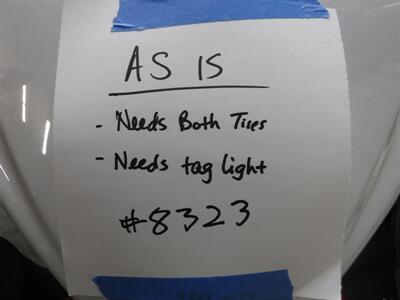 AS IS
- Needs Both Tires
- Needs tag light
#8323